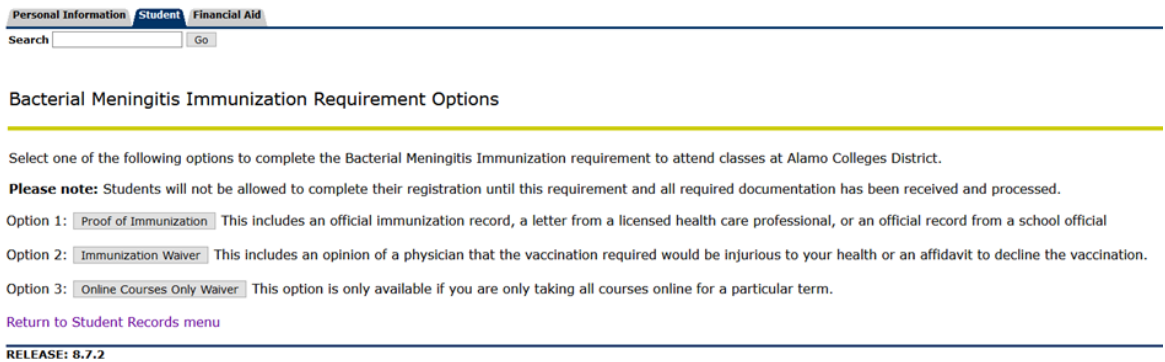 Personal Information Student Financial Aid
Search Go
Bacterial Meningitis Immunization Requirement Options
Select one of the following options to complete the Bacterial Meningitis Immunization requirement to attend classes at Alamo Colleges District.
Please note: Students will not be allowed to complete their registration until this requirement and all required documentation has been received and processed.
Option 1: Proof of Immunization This includes an official immunization record, a letter from a licensed health care professional, or an official record from a school official
Option 2: Immunization Waiver This includes an opinion of a physician that the vaccination required would be injurious to your health or an affidavit to decline the vaccination.
Option 3: Online Courses Only Waiver This option is only available if you are only taking all courses online for a particular term.
Return to Student Records menu
RELEASE: 8.7.2